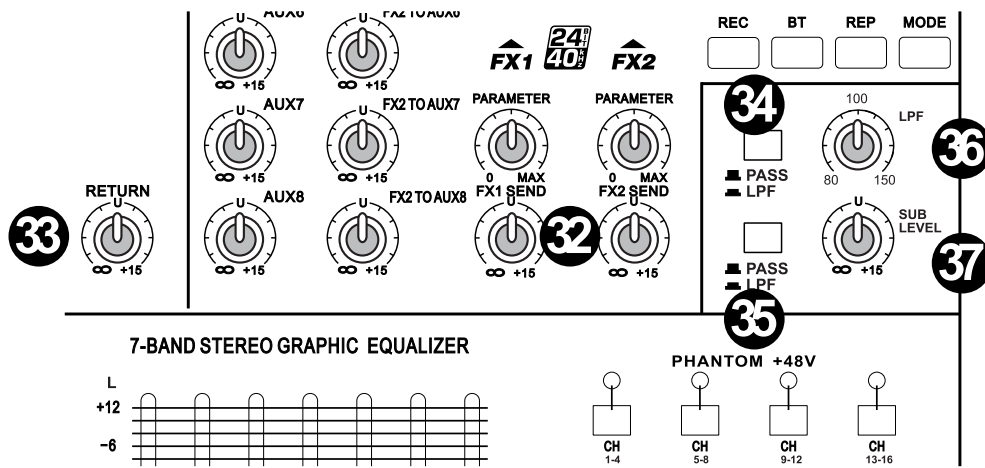 AUX6 FX2 TO AUX6
REC BT REP MODE
U U
∞ +15 ∞ +15
FX1 24 BIT 40 kHz FX2
34
AUX7 FX2 TO AUX7 PARAMETER PARAMETER
U U
∞ +15 ∞ +15
0 MAX 0 MAX
100 LPF
80 150
36
PASS
LPF
33 RETURN
U
∞ +15
AUX8 FX2 TO AUX8 FX1 SEND 32 FX2 SEND
U U U U
∞ +15 ∞ +15 ∞ +15 ∞ +15
U SUB
LEVEL
∞ +15
37
PASS
LPF
35
7-BAND STEREO GRAPHIC EQUALIZER
L
+12
−6
PHANTOM +48V
CH CH CH CH
1-4 5-8 9-12 13-16